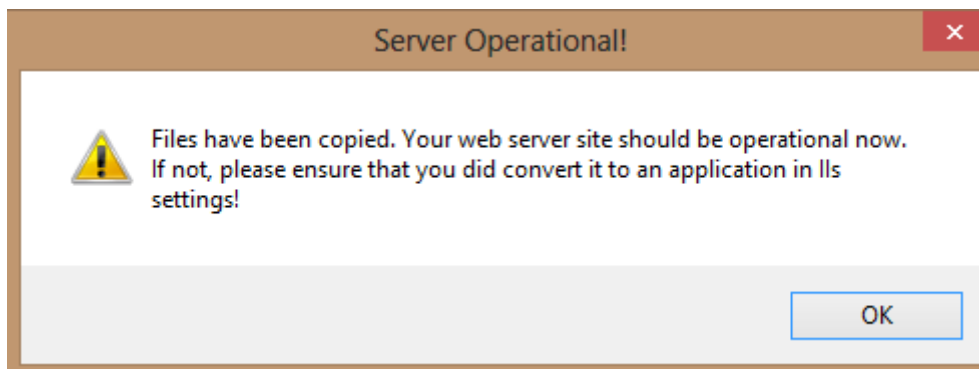 Server Operational!
Files have been copied. Your web server site should be operational now.
If not, please ensure that you did convert it to an application in IIs
settings!
OK